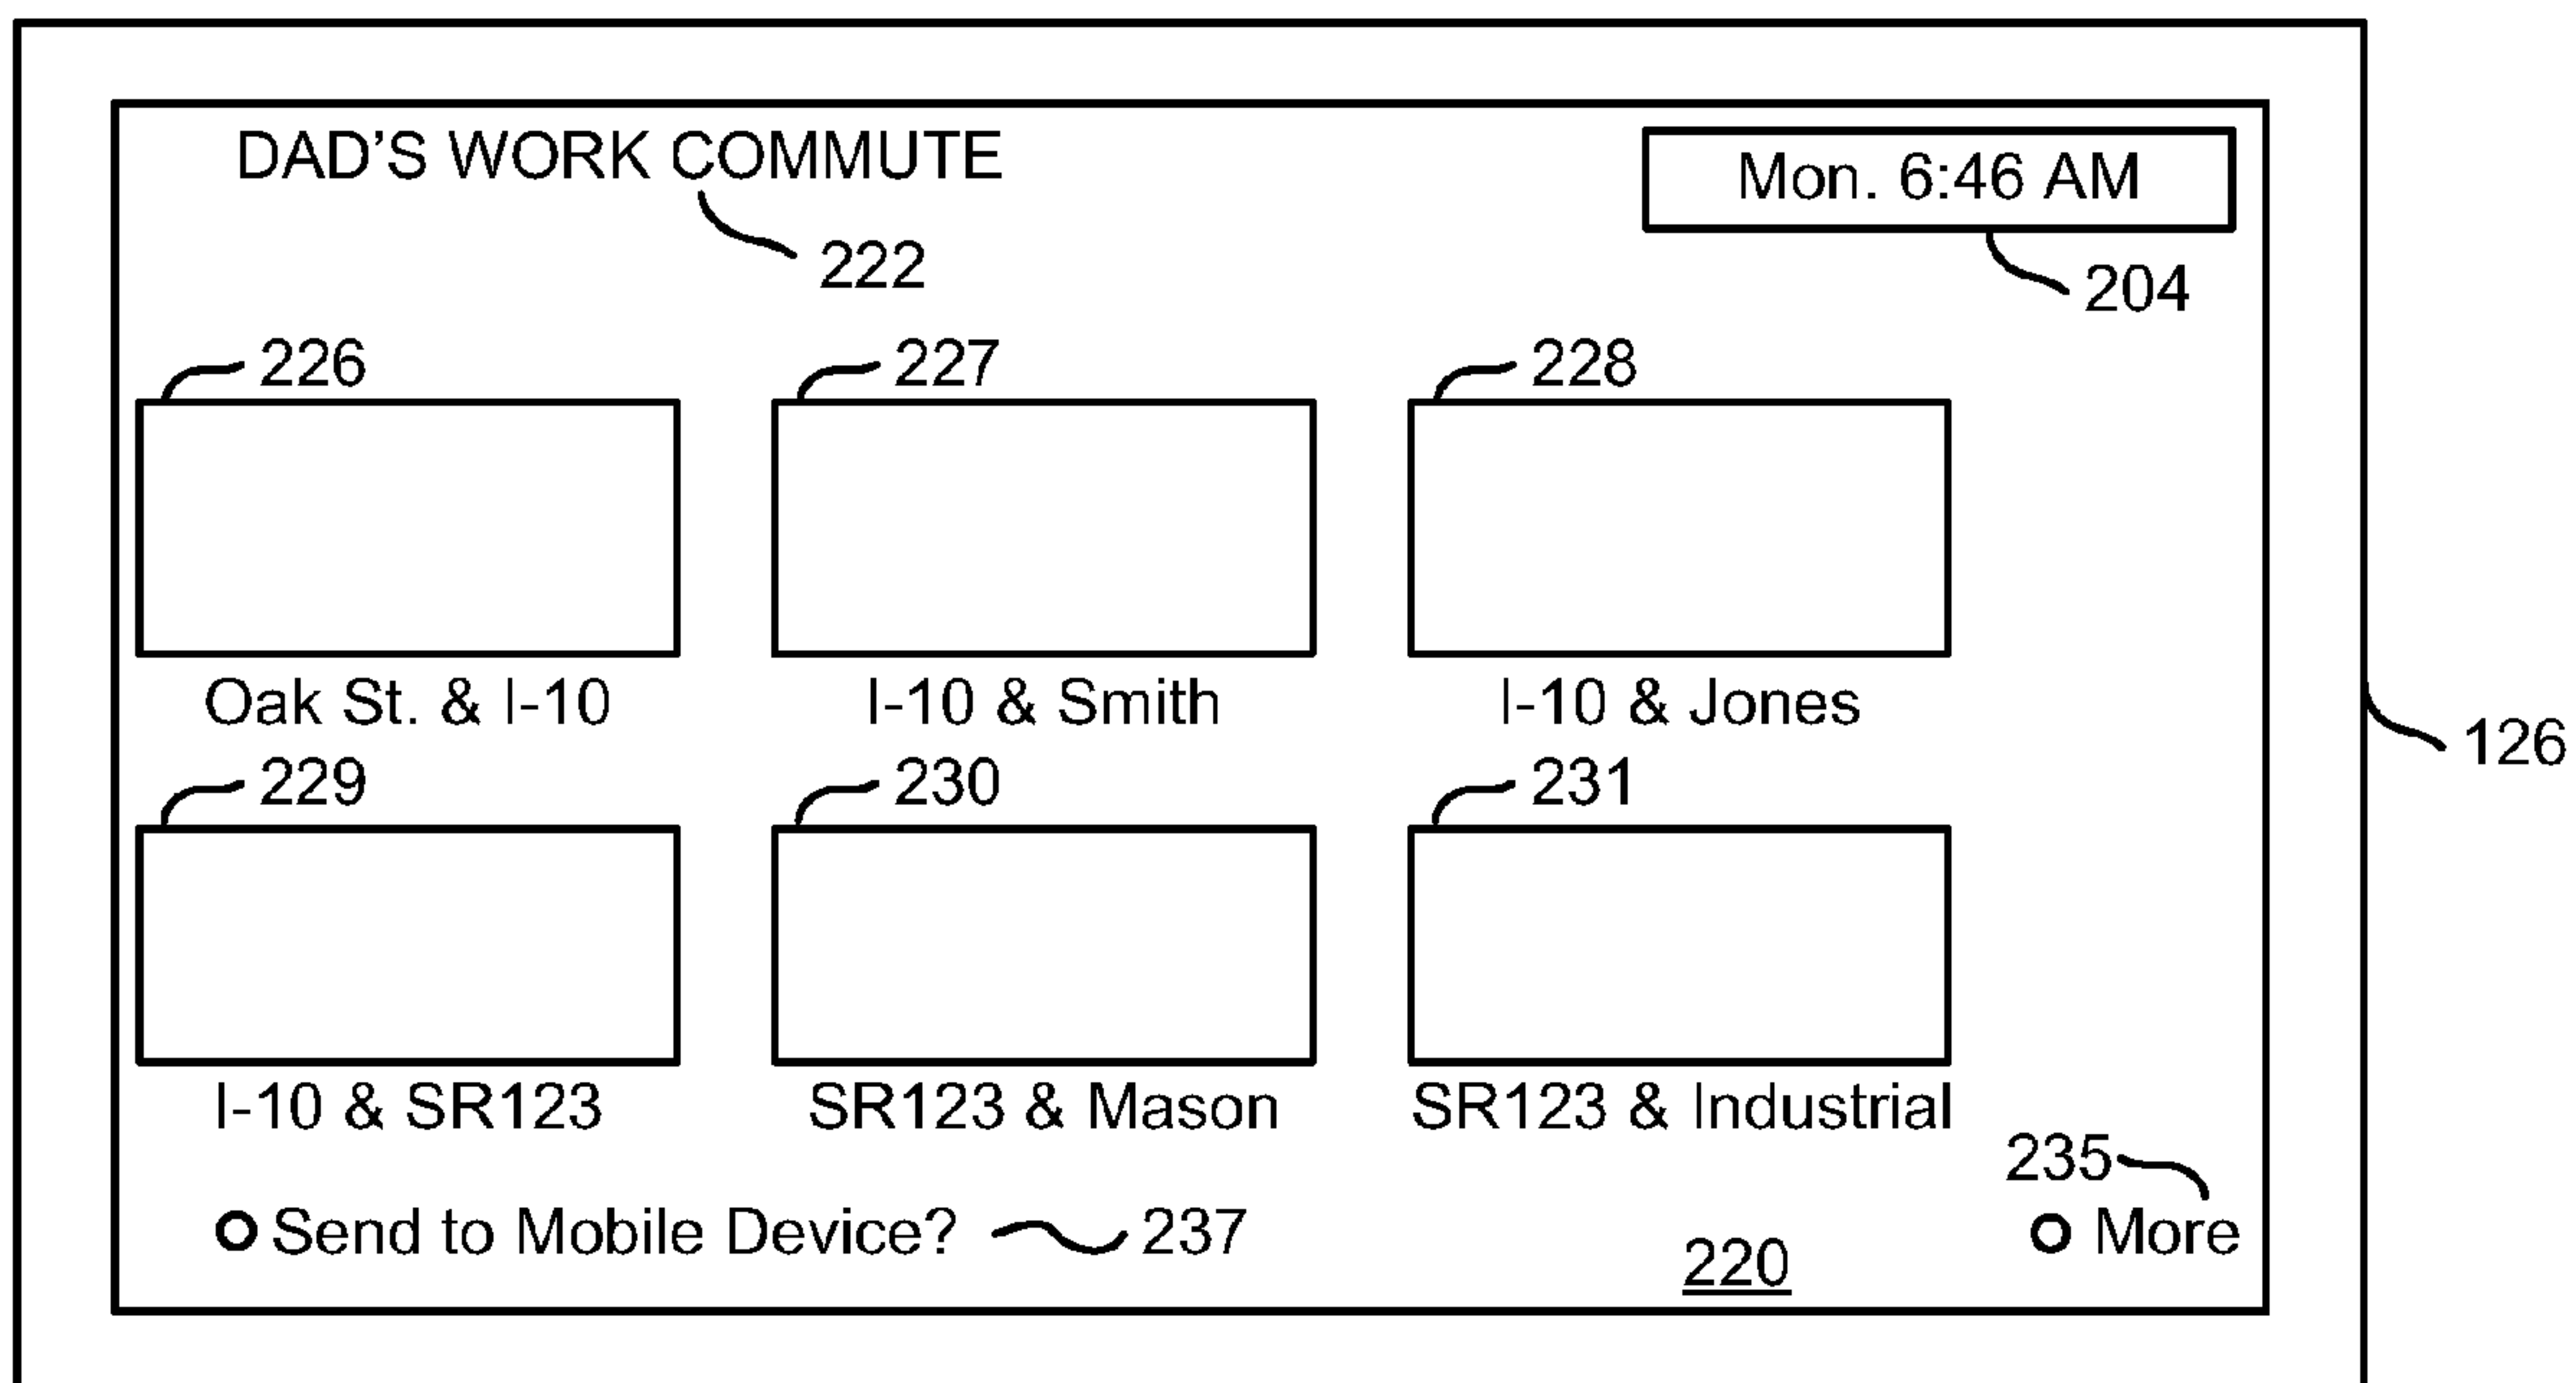 DAD'S WORK COMMUTE
Mon. 6:46 AM
222
204
226 227 228
Oak St. & I-10 I-10 & Smith I-10 & Jones
126
229 230 231
I-10 & SR123 SR123 & Mason SR123 & Industrial
235
Send to Mobile Device? 237 More
220